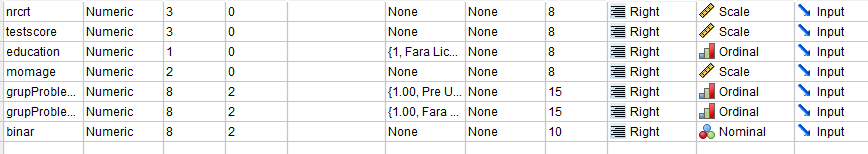 nrcrt Numeric 3 0 None None 8 Right Scale Input
testscore Numeric 3 0 None None 8 Right Scale Input
education Numeric 1 0 {1, Fara Lic... None 8 Right Ordinal Input
momage Numeric 2 0 None None 8 Right Scale Input
grupProble... Numeric 8 2 {1.00, Pre U... None 15 Right Ordinal Input
grupProble... Numeric 8 2 {1.00, Fara ... None 15 Right Ordinal Input
binar Numeric 8 2 None None 10 Right Nominal Input